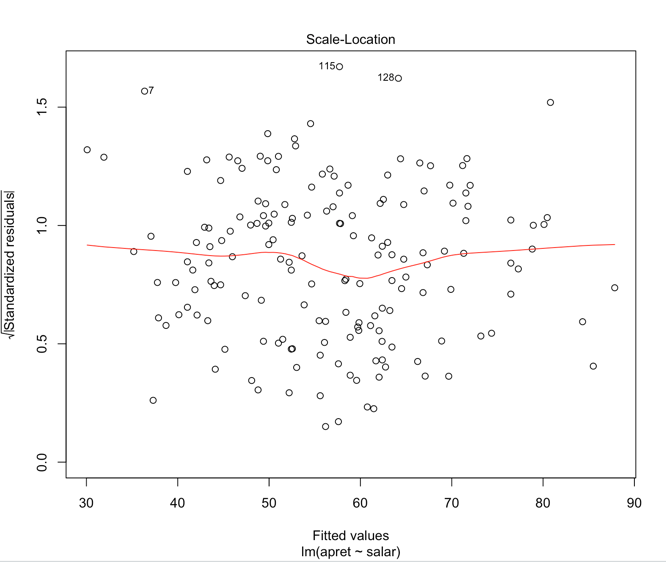 Scale-Location
115
128
7
√|Standardized residuals|
1.5
1.0
0.5
0.0
30 40 50 60 70 80 90
Fitted values
lm(apret ~ salar)